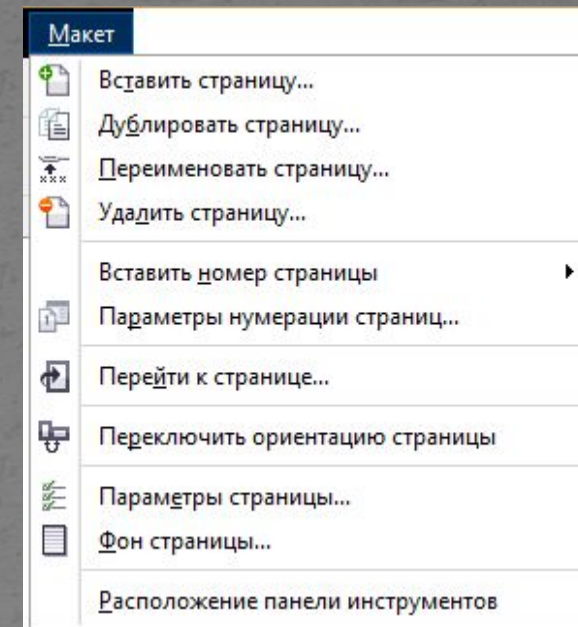 Макет
Вставить страницу...
Дублировать страницу...
Переименовать страницу...
Удалить страницу...
Вставить номер страницы
Параметры нумерации страниц...
Перейти к странице...
Переключить ориентацию страницы
Параметры страницы...
Фон страницы...
Расположение панели инструментов